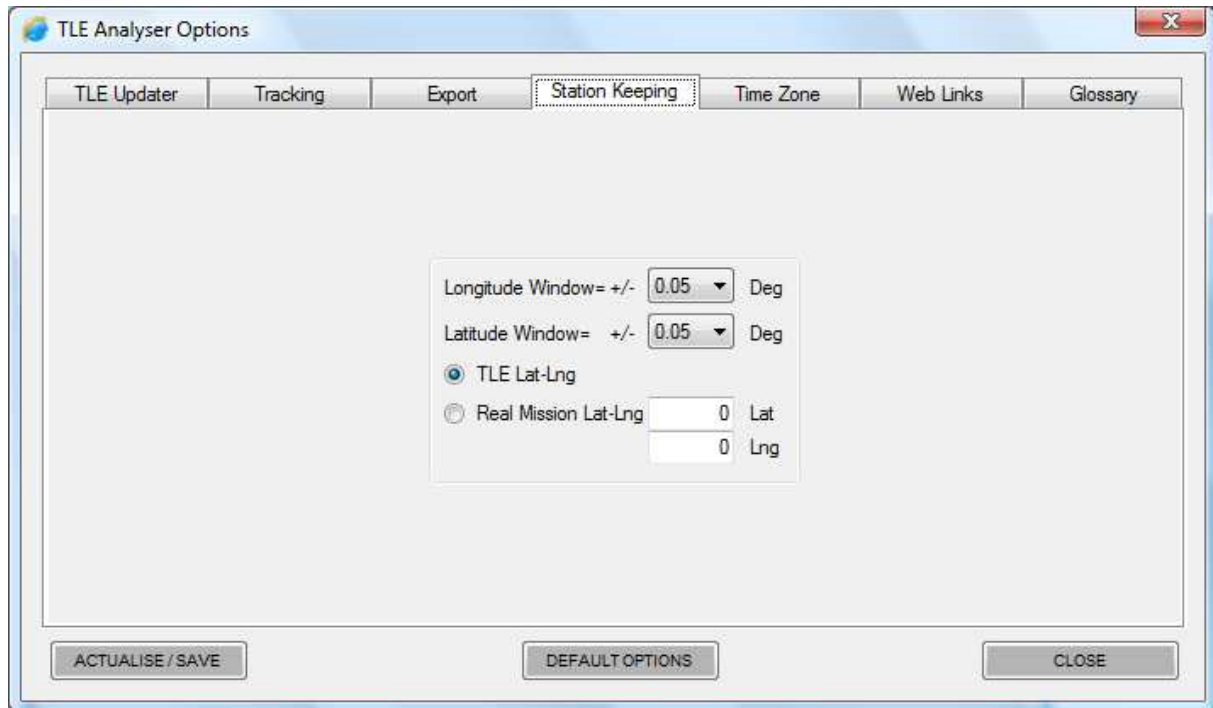 TLE Analyser Options
TLE Updater Tracking Export Station Keeping Time Zone Web Links Glossary
Longitude Window= +/- 0.05 Deg
Latitude Window= +/- 0.05 Deg
TLE Lat-Lng
Real Mission Lat-Lng 0 Lat
0 Lng
ACTUALISE / SAVE DEFAULT OPTIONS CLOSE